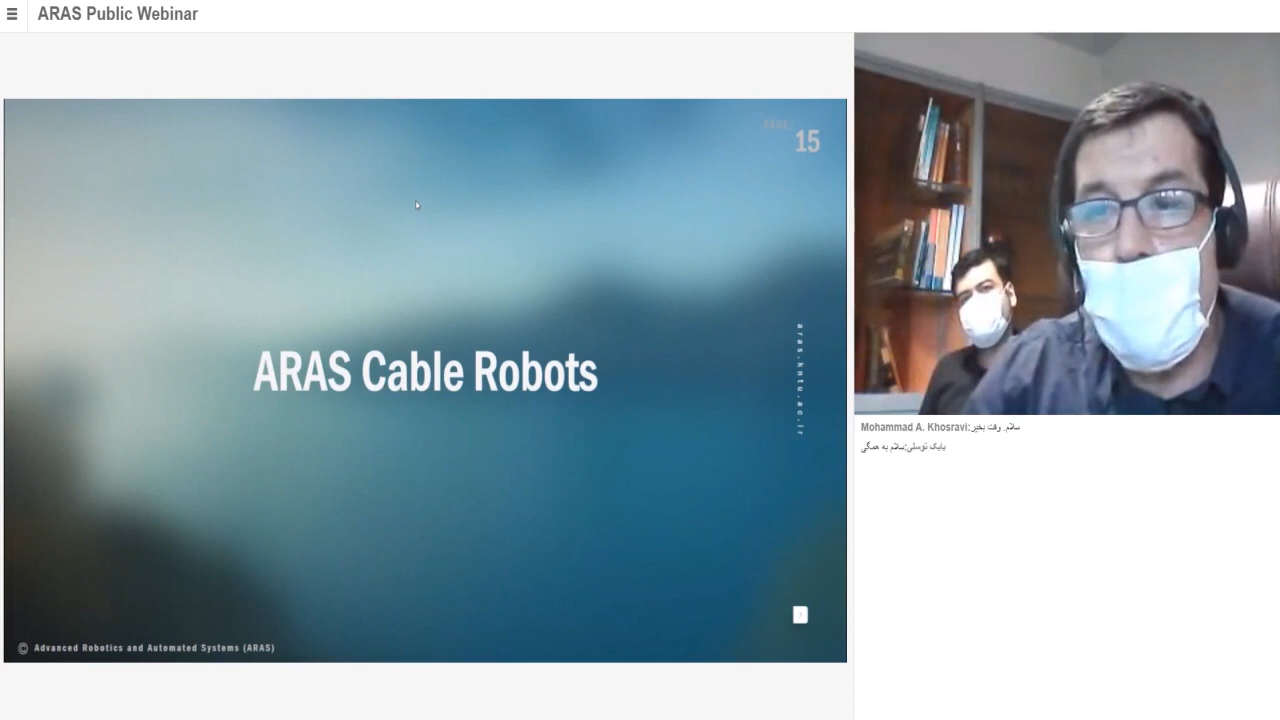 ARAS Public Webinar
PAGE:
15
ARAS Cable Robots
aras.kntu.ac.ir
© Advanced Robotics and Automated Systems (ARAS)
Mohammad A. Khosravi:سلام. وقت بخیر
بابک توسلی:سلام به همگی